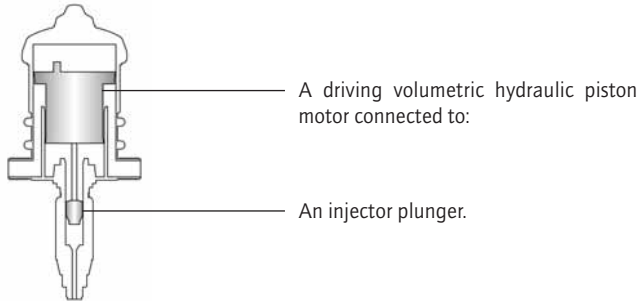 A driving volumetric hydraulic piston
motor connected to:
An injector plunger.